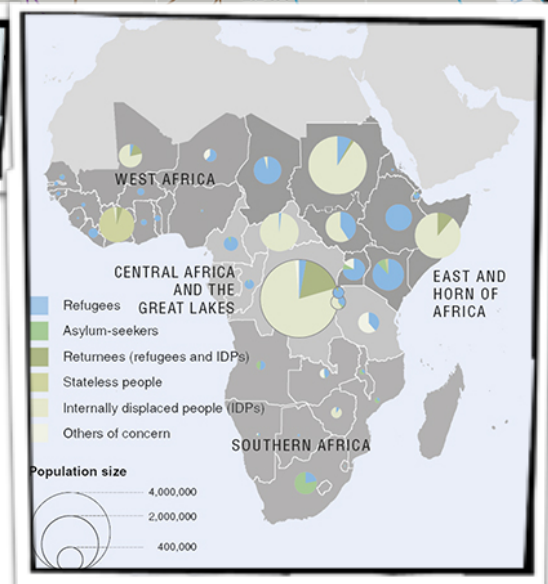 WEST AFRICA
CENTRAL AFRICA
AND THE
GREAT LAKES
EAST AND
HORN OF
AFRICA
SOUTHERN AFRICA
Refugees
Asylum-seekers
Returnees (refugees and IDPs)
Stateless people
Internally displaced people (IDPs)
Others of concern
Population size
4,000,000
2,000,000
400,000